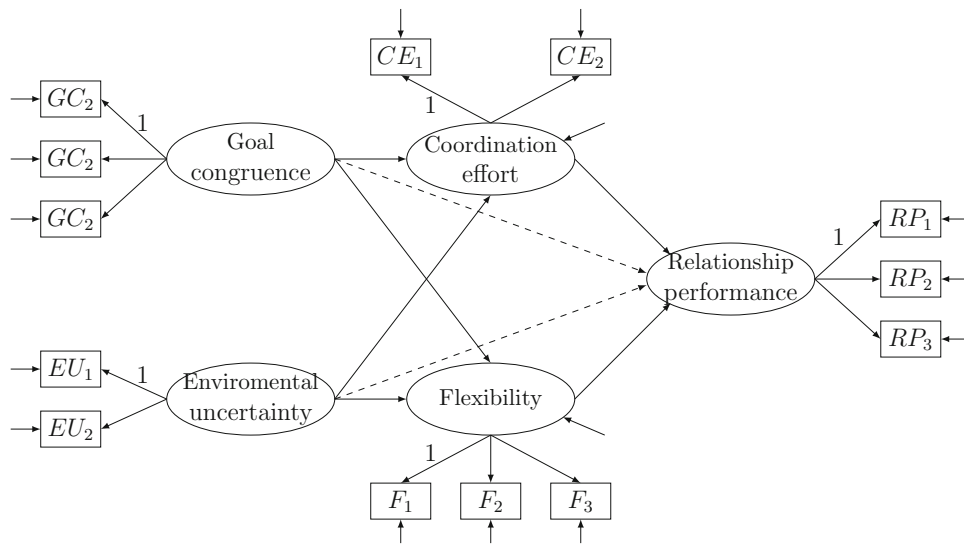 CE₁
CE₂
1
GC₂
1
Goal
congruence
Coordination
effort
GC₂
GC₂
RP₁
1
Relationship
performance
RP₂
RP₃
EU₁
1
Enviromental
uncertainty
Flexibility
EU₂
1
F₁
F₂
F₃